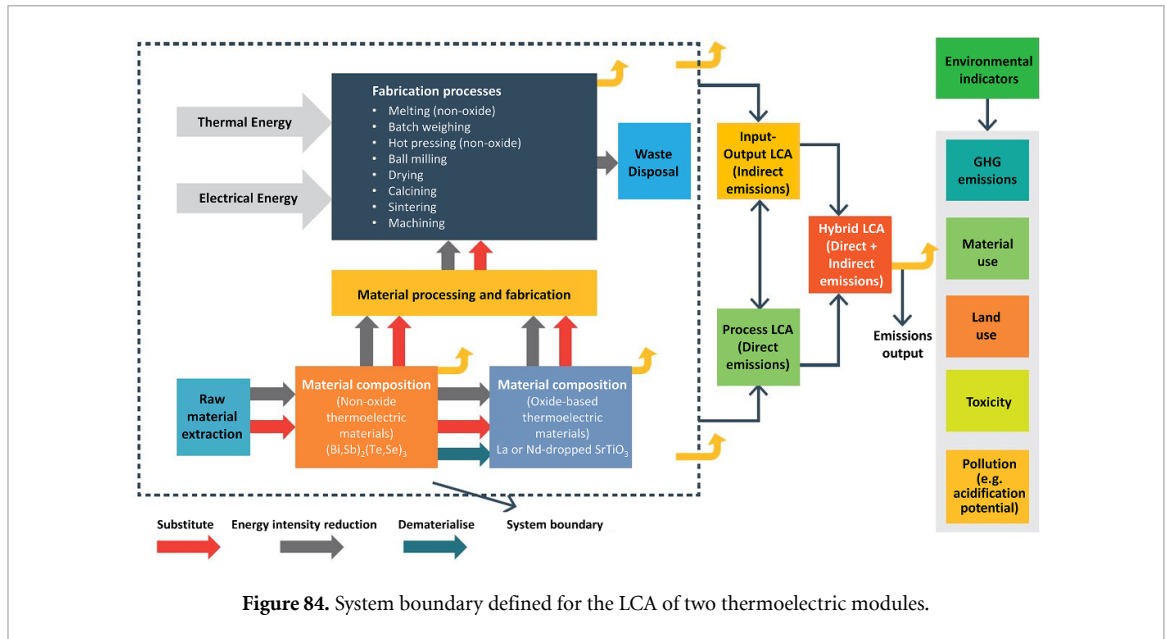 Thermal Energy
Electrical Energy
Fabrication processes
• Melting (non-oxide)
• Batch weighing
• Hot pressing (non-oxide)
• Ball milling
• Drying
• Calcining
• Sintering
• Machining
Waste
Disposal
Material processing and fabrication
Raw
material
extraction
Material composition
(Non-oxide
thermoelectric
materials)
(Bi,Sb)₂(Te,Se)₃
Material composition
(Oxide-based
thermoelectric
materials)
La or Nd-dropped SrTiO₃
Substitute
Energy intensity reduction
Dematerialise
System boundary
Input-
Output LCA
(Indirect
emissions)
Process LCA
(Direct
emissions)
Hybrid LCA
(Direct +
Indirect
emissions)
Emissions
output
Environmental
indicators
GHG
emissions
Material
use
Land
use
Toxicity
Pollution
(e.g.
acidification
potential)
Figure 84. System boundary defined for the LCA of two thermoelectric modules.